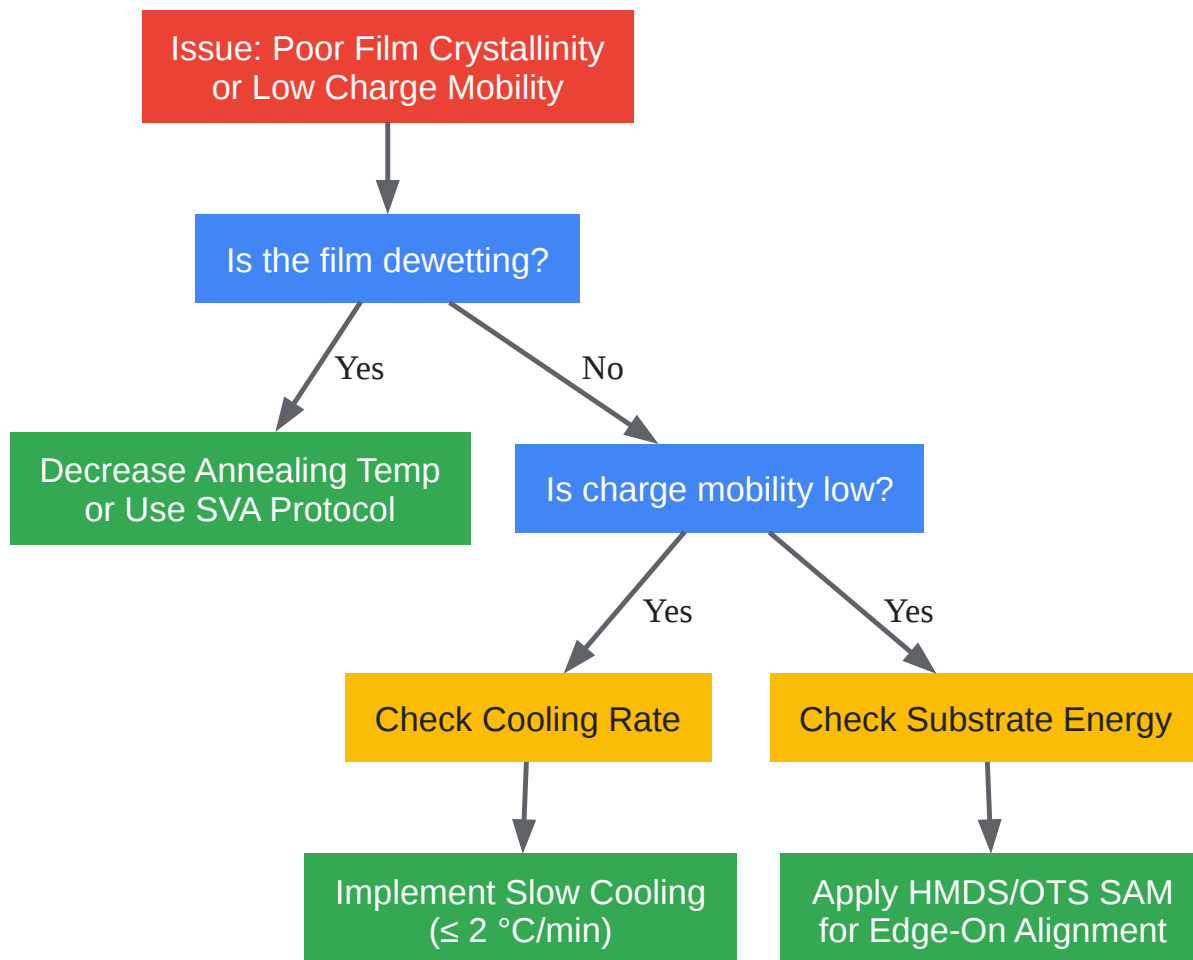 Issue: Poor Film Crystallinity
or Low Charge Mobility
Is the film dewetting?
Yes
No
Decrease Annealing Temp
or Use SVA Protocol
Is charge mobility low?
Yes
Yes
Check Cooling Rate
Check Substrate Energy
Implement Slow Cooling
(≤ 2 °C/min)
Apply HMDS/OTS SAM
for Edge-On Alignment